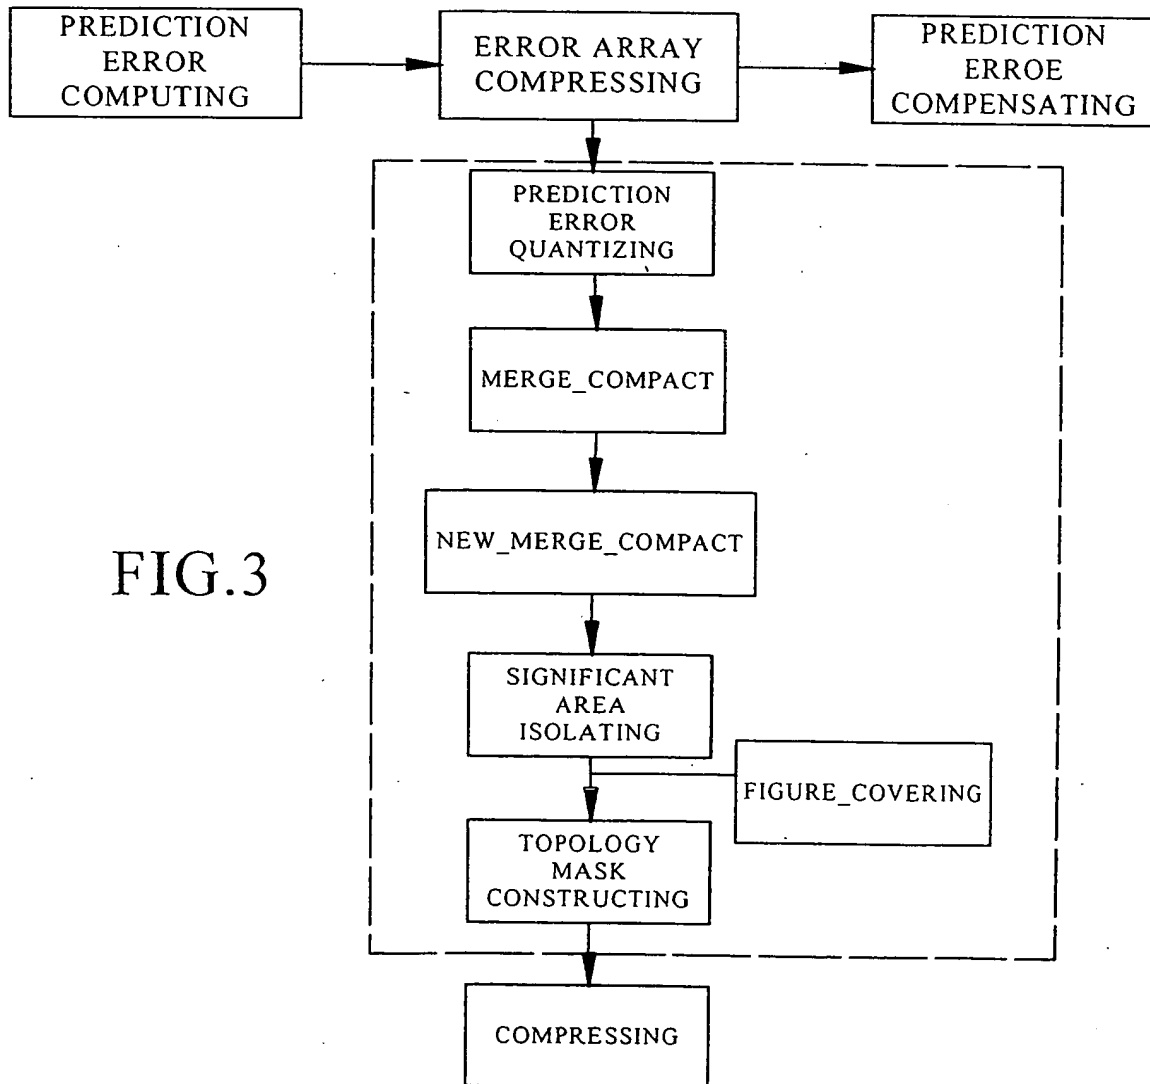 PREDICTION
ERROR
COMPUTING
ERROR ARRAY
COMPRESSING
PREDICTION
ERROE
COMPENSATING
PREDICTION
ERROR
QUANTIZING
MERGE_COMPACT
NEW_MERGE_COMPACT
FIG.3
SIGNIFICANT
AREA
ISOLATING
FIGURE_COVERING
TOPOLOGY
MASK
CONSTRUCTING
COMPRESSING